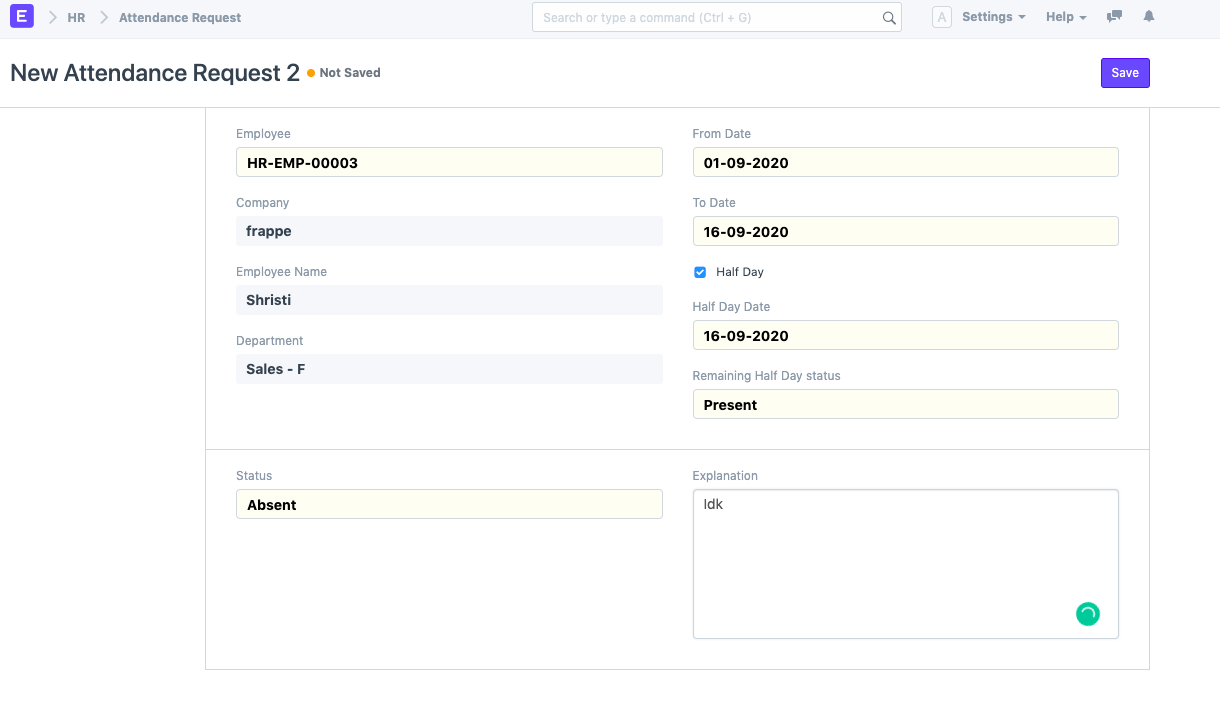 E HR Attendance Request Search or type a command (Ctrl + G) A Settings Help
New Attendance Request 2 Not Saved Save
Employee
HR-EMP-00003
Company
frappe
Employee Name
Shristi
Department
Sales - F
From Date
01-09-2020
To Date
16-09-2020
Half Day
Half Day Date
16-09-2020
Remaining Half Day status
Present
Status
Absent
Explanation
Idk